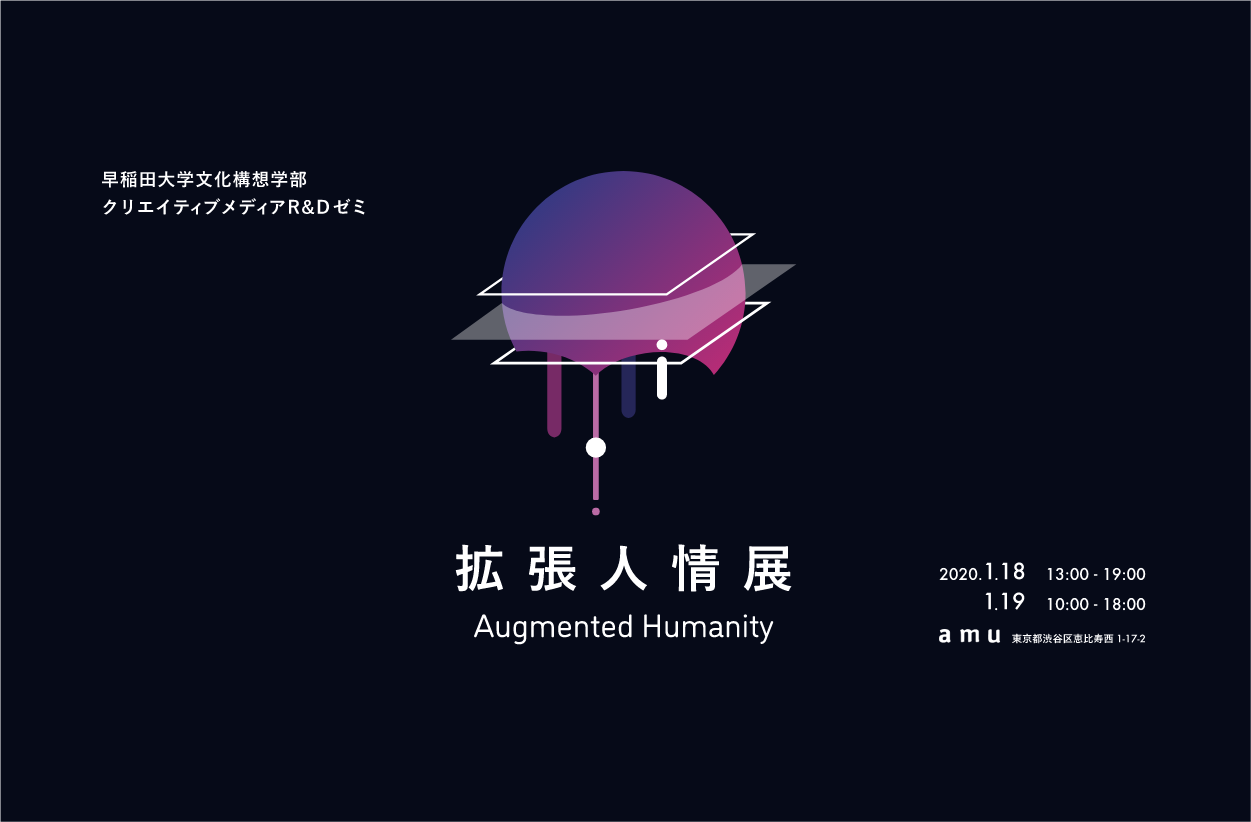 早稲田大学文化構想学部
クリエイティブメディアR&Dゼミ
拡張人情展
Augmented Humanity
2020.1.18 13:00 - 19:00
1.19 10:00 - 18:00
amu 東京都渋谷区恵比寿西 1-17-2